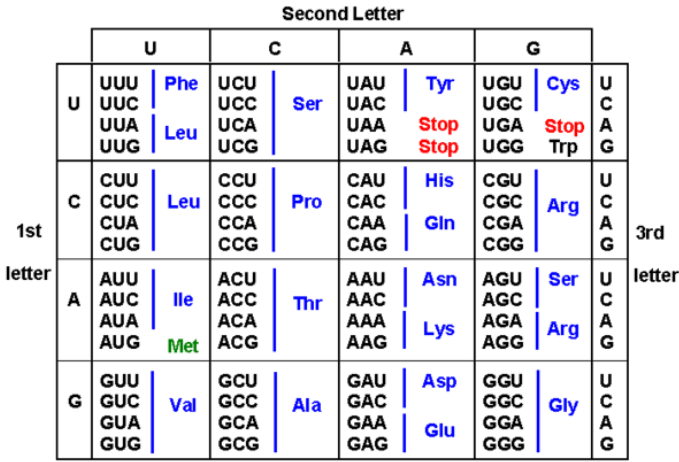 Second Letter
U C A G
U UUU Phe UCU Ser UAU Tyr UGU Cys U
UUC UCC UAC UGC C
UUA Leu UCA UAA Stop UGA Stop A
UUG UCG UAG Stop UGG Trp G
C CUU Leu CCU Pro CAU His CGU Arg U
CUC CCC CAC CGC C
CUA CCA CAA Gln CGA A
CUG CCG CAG CGG G
1st 3rd
letter letter
A AUU Ile ACU Thr AAU Asn AGU Ser U
AUC ACC AAC AGC C
AUA ACA AAA Lys AGA Arg A
AUG Met ACG AAG AGG G
G GUU Val GCU Ala GAU Asp GGU Gly U
GUC GCC GAC GGC C
GUA GCA GAA Glu GGA A
GUG GCG GAG GGG G